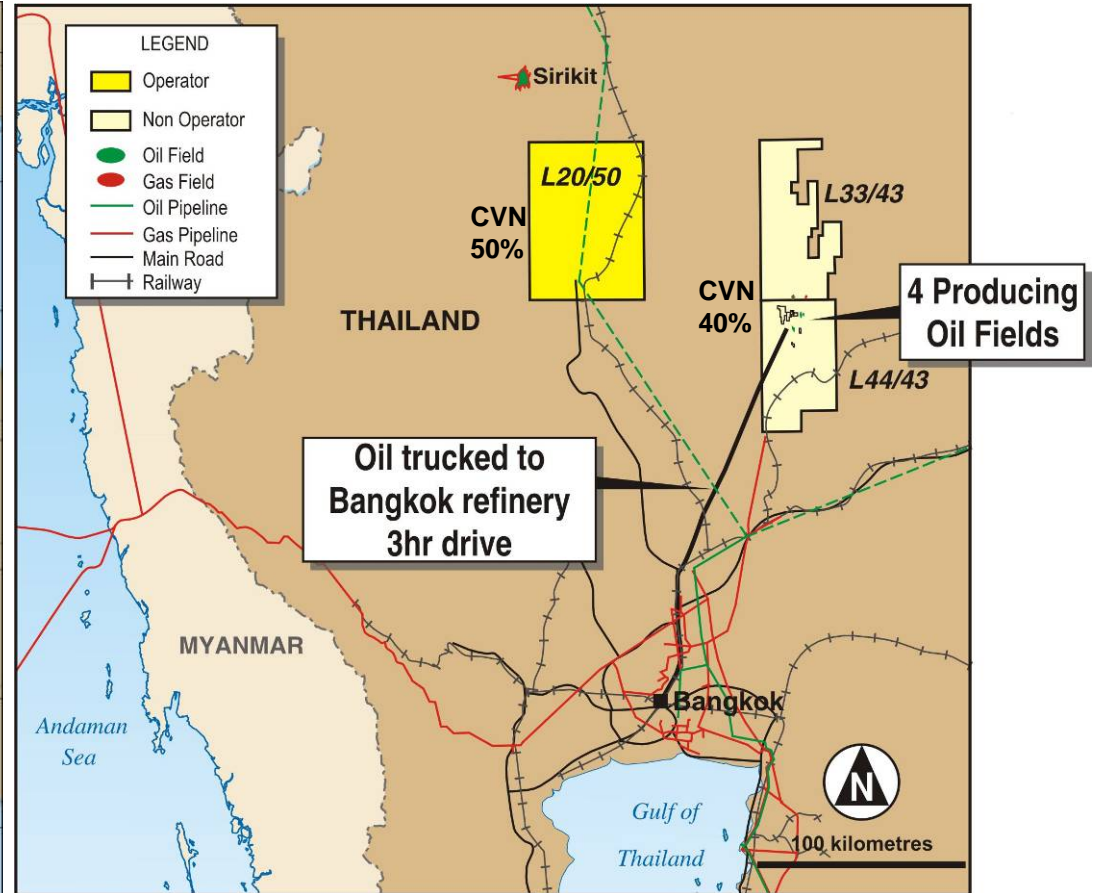 LEGEND
Operator
Non Operator
Oil Field
Gas Field
Oil Pipeline
Gas Pipeline
Main Road
Railway
Sirikit
L20/50
CVN
50%
L33/43
CVN
40%
4 Producing
Oil Fields
THAILAND
L44/43
Oil trucked to
Bangkok refinery
3hr drive
MYANMAR
Bangkok
Andaman
Sea
Gulf of
Thailand
N
100 kilometres